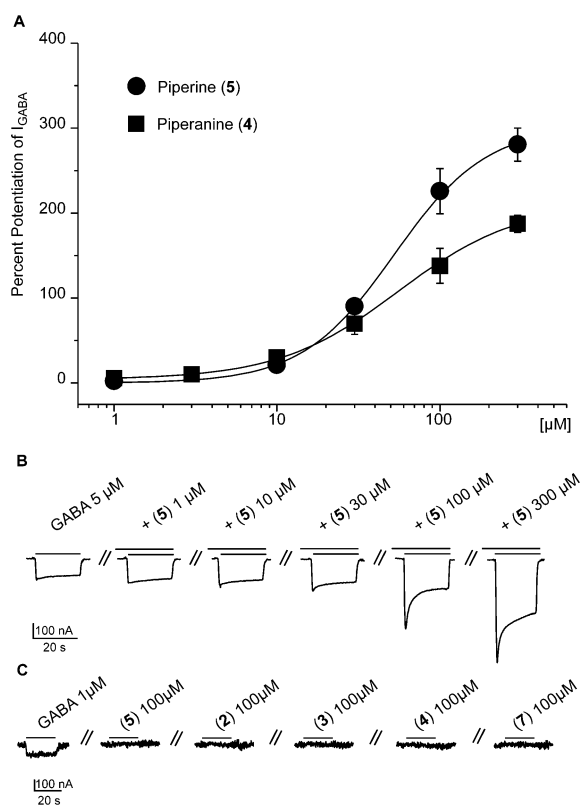 A
400
300
200
100
0
Percent Potentiation of I_GABA
Piperine (5)
Piperanine (4)
1
10
100
[µM]
B
GABA 5 µM
+ (5) 1 µM
+ (5) 10 µM
+ (5) 30 µM
+ (5) 100 µM
+ (5) 300 µM
//
//
//
//
//
100 nA
20 s
C
GABA 1µM
(5) 100µM
(2) 100µM
(3) 100µM
(4) 100µM
(7) 100µM
//
//
//
//
//
100 nA
20 s